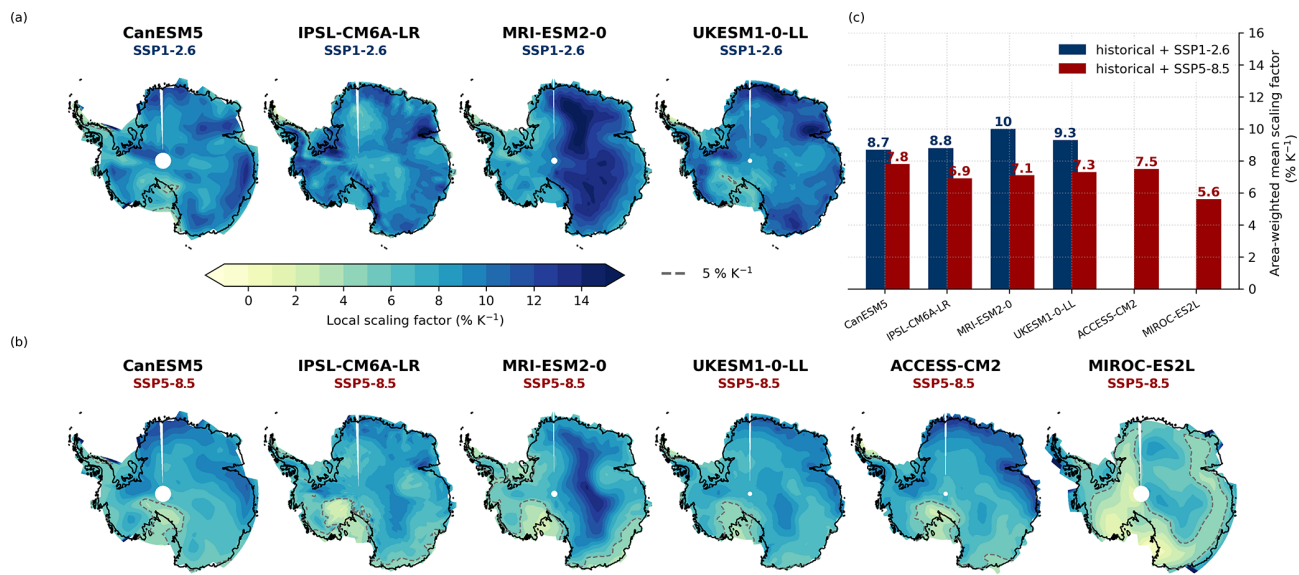 (a)
CanESM5
SSP1-2.6
IPSL-CM6A-LR
SSP1-2.6
MRI-ESM2-0
SSP1-2.6
UKESM1-0-LL
SSP1-2.6
0 2 4 6 8 10 12 14
Local scaling factor (% K⁻¹)
5 % K⁻¹
(c)
historical + SSP1-2.6
historical + SSP5-8.5
8.7
7.8
8.8
6.9
10
7.1
9.3
7.3
7.5
5.6
16
14
12
10
8
6
4
2
0
Area-weighted mean scaling factor
(% K⁻¹)
CanESM5
IPSL-CM6A-LR
MRI-ESM2-0
UKESM1-0-LL
ACCESS-CM2
MIROC-ES2L
(b)
CanESM5
SSP5-8.5
IPSL-CM6A-LR
SSP5-8.5
MRI-ESM2-0
SSP5-8.5
UKESM1-0-LL
SSP5-8.5
ACCESS-CM2
SSP5-8.5
MIROC-ES2L
SSP5-8.5